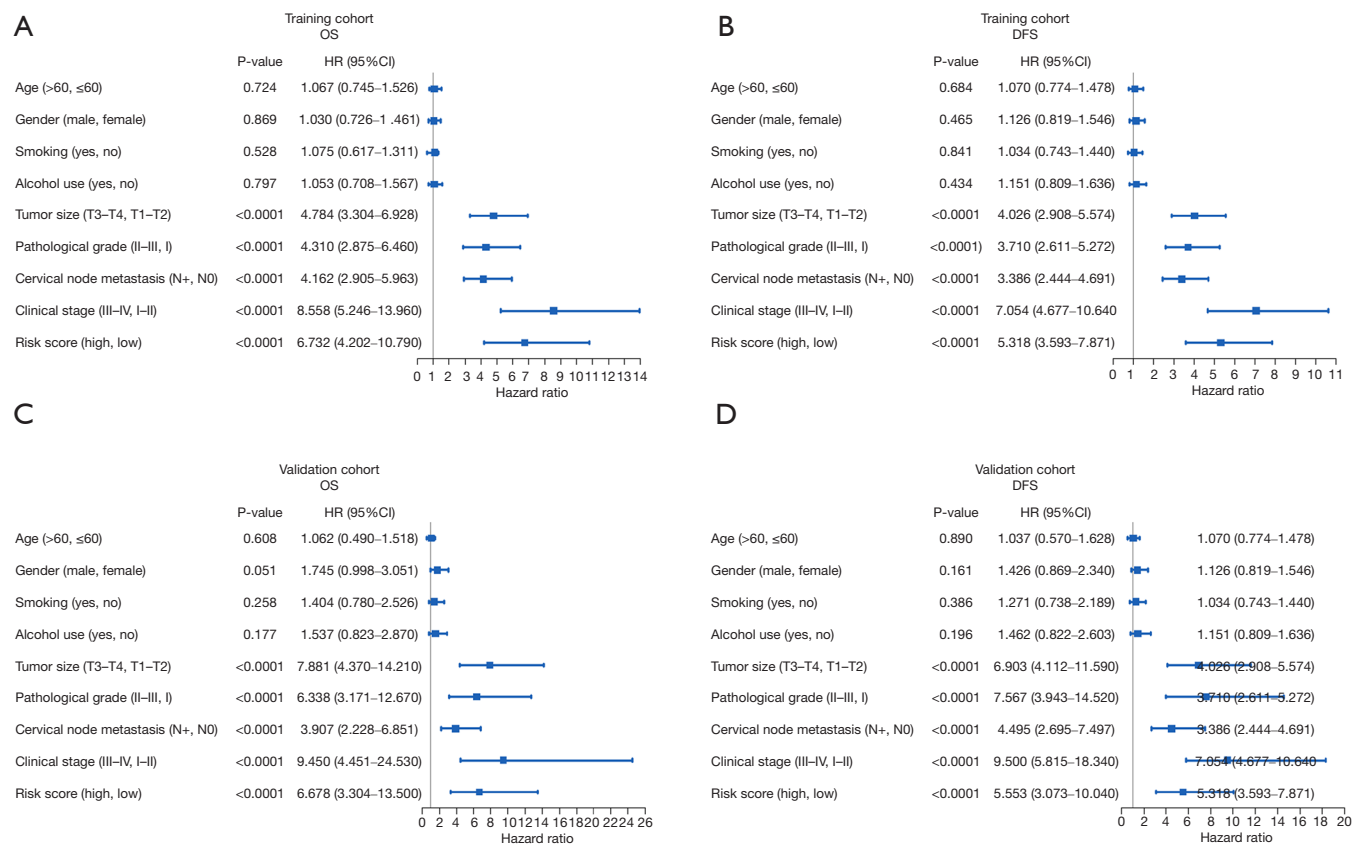 A
Training cohort
OS
P-value HR (95%CI)
Age (>60, ≤60) 0.724 1.067 (0.745–1.526)
Gender (male, female) 0.869 1.030 (0.726–1 .461)
Smoking (yes, no) 0.528 1.075 (0.617–1.311)
Alcohol use (yes, no) 0.797 1.053 (0.708–1.567)
Tumor size (T3–T4, T1–T2) <0.0001 4.784 (3.304–6.928)
Pathological grade (II–III, I) <0.0001 4.310 (2.875–6.460)
Cervical node metastasis (N+, N0) <0.0001 4.162 (2.905–5.963)
Clinical stage (III–IV, I–II) <0.0001 8.558 (5.246–13.960)
Risk score (high, low) <0.0001 6.732 (4.202–10.790)
0 1 2 3 4 5 6 7 8 9 10 11 12 13 14
Hazard ratio
B
Training cohort
DFS
P-value HR (95%CI)
Age (>60, ≤60) 0.684 1.070 (0.774–1.478)
Gender (male, female) 0.465 1.126 (0.819–1.546)
Smoking (yes, no) 0.841 1.034 (0.743–1.440)
Alcohol use (yes, no) 0.434 1.151 (0.809–1.636)
Tumor size (T3–T4, T1–T2) <0.0001 4.026 (2.908–5.574)
Pathological grade (II–III, I) <0.0001) 3.710 (2.611–5.272)
Cervical node metastasis (N+, N0) <0.0001 3.386 (2.444–4.691)
Clinical stage (III–IV, I–II) <0.0001 7.054 (4.677–10.640
Risk score (high, low) <0.0001 5.318 (3.593–7.871)
0 1 2 3 4 5 6 7 8 9 10 11
Hazard ratio
C
Validation cohort
OS
P-value HR (95%CI)
Age (>60, ≤60) 0.608 1.062 (0.490–1.518)
Gender (male, female) 0.051 1.745 (0.998–3.051)
Smoking (yes, no) 0.258 1.404 (0.780–2.526)
Alcohol use (yes, no) 0.177 1.537 (0.823–2.870)
Tumor size (T3–T4, T1–T2) <0.0001 7.881 (4.370–14.210)
Pathological grade (II–III, I) <0.0001 6.338 (3.171–12.670)
Cervical node metastasis (N+, N0) <0.0001 3.907 (2.228–6.851)
Clinical stage (III–IV, I–II) <0.0001 9.450 (4.451–24.530)
Risk score (high, low) <0.0001 6.678 (3.304–13.500)
0 2 4 6 8 10 12 14 16 18 20 22 24 26
Hazard ratio
D
Validation cohort
DFS
P-value HR (95%CI)
Age (>60, ≤60) 0.890 1.037 (0.570–1.628) 1.070 (0.774–1.478)
Gender (male, female) 0.161 1.426 (0.869–2.340) 1.126 (0.819–1.546)
Smoking (yes, no) 0.386 1.271 (0.738–2.189) 1.034 (0.743–1.440)
Alcohol use (yes, no) 0.196 1.462 (0.822–2.603) 1.151 (0.809–1.636)
Tumor size (T3–T4, T1–T2) <0.0001 6.903 (4.112–11.590) 4.026 (2.908–5.574)
Pathological grade (II–III, I) <0.0001 7.567 (3.943–14.520) 3.710 (2.611–5.272)
Cervical node metastasis (N+, N0) <0.0001 4.495 (2.695–7.497) 3.386 (2.444–4.691)
Clinical stage (III–IV, I–II) <0.0001 9.500 (5.815–18.340) 7.054 (4.677–10.640
Risk score (high, low) <0.0001 5.553 (3.073–10.040) 5.318 (3.593–7.871)
0 2 4 6 8 10 12 14 16 18 20
Hazard ratio